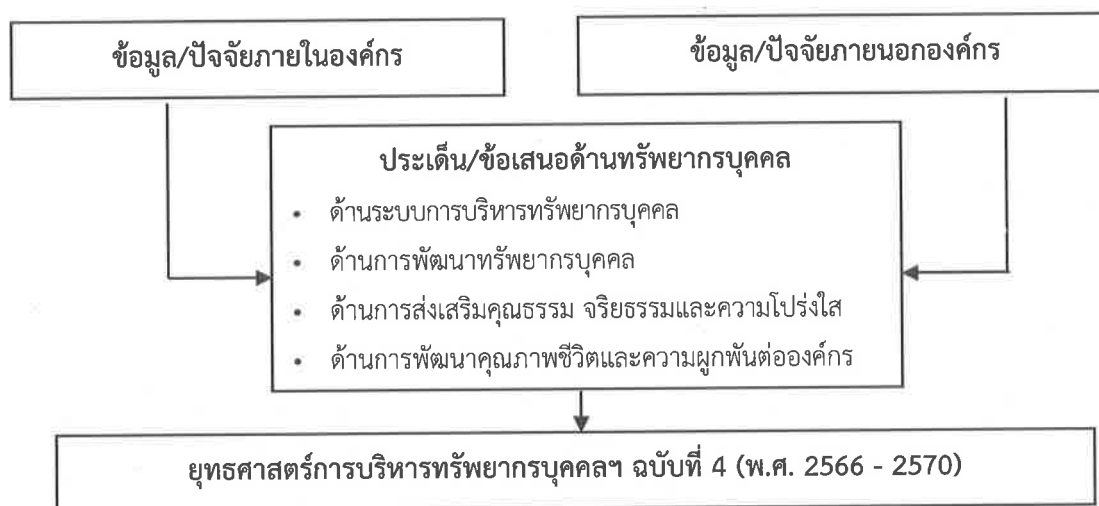 ข้อมูล/ปัจจัยภายในองค์กร
ข้อมูล/ปัจจัยภายนอกองค์กร
ประเด็น/ข้อเสนอด้านทรัพยากรบุคคล
• ด้านระบบการบริหารทรัพยากรบุคคล
• ด้านการพัฒนาทรัพยากรบุคคล
• ด้านการส่งเสริมคุณธรรม จริยธรรมและความโปร่งใส
• ด้านการพัฒนาคุณภาพชีวิตและความผูกพันต่อองค์กร
ยุทธศาสตร์การบริหารทรัพยากรบุคคลฯ ฉบับที่ 4 (พ.ศ. 2566 - 2570)